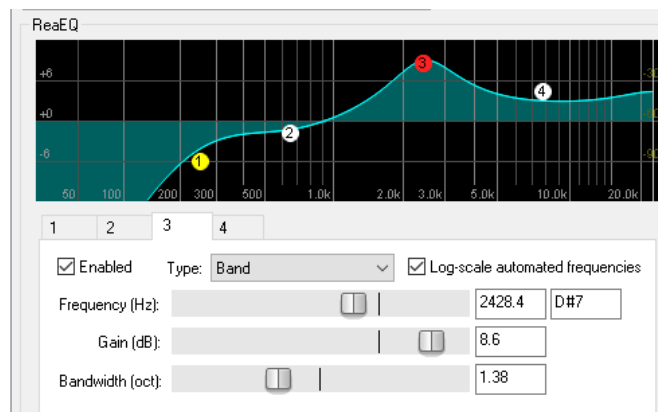 ReaEQ
+6
-30
3
4
+0
2
1
-6
-90
50 100 200 300 500 1.0k 2.0k 3.0k 5.0k 10.0k 20.0k
1 2 3 4
Enabled Type: Band Log-scale automated frequencies
Frequency (Hz): 2428.4 D#7
Gain (dB): 8.6
Bandwidth (oct): 1.38